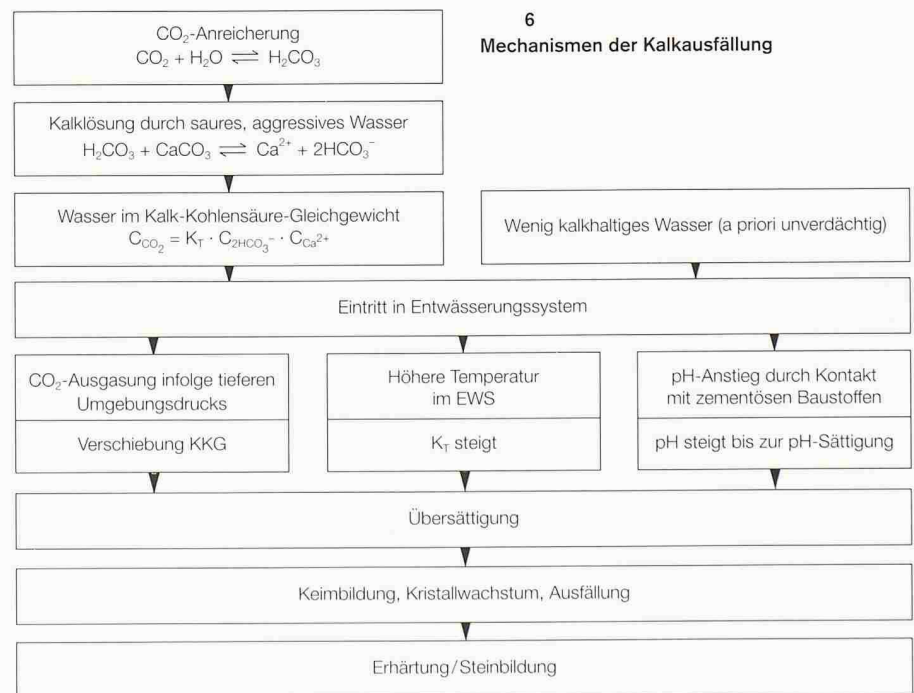 6
Mechanismen der Kalkausfällung
CO₂-Anreicherung
CO₂ + H₂O ⇌ H₂CO₃
Kalklösung durch saures, aggressives Wasser
H₂CO₃ + CaCO₃ ⇌ Ca²⁺ + 2HCO₃⁻
Wasser im Kalk-Kohlensäure-Gleichgewicht
C_CO₂ = K_T · C_2HCO₃⁻ · C_Ca²⁺
Wenig kalkhaltiges Wasser (a priori unverdächtig)
Eintritt in Entwässerungssystem
CO₂-Ausgasung infolge tieferen
Umgebungsdrucks
Verschiebung KKG
Höhere Temperatur
im EWS
K_T steigt
pH-Anstieg durch Kontakt
mit zementösen Baustoffen
pH steigt bis zur pH-Sättigung
Übersättigung
Keimbildung, Kristallwachstum, Ausfällung
Erhärtung/Steinbildung